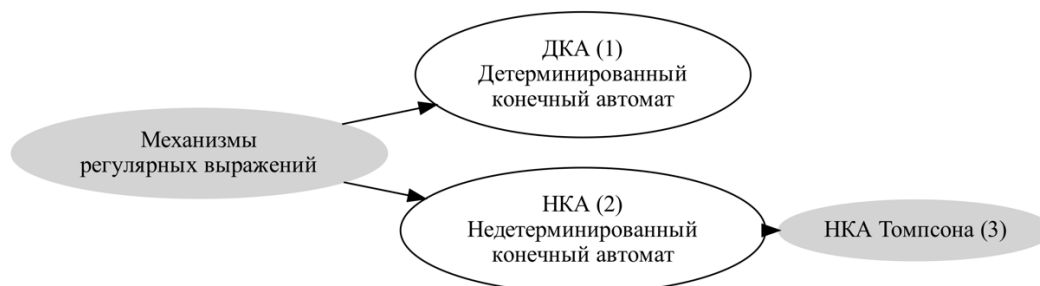 ДКА (1)
Детерминированный
конечный автомат
Механизмы
регулярных выражений
НКА (2)
Недетерминированный
конечный автомат
НКА Томпсона (3)